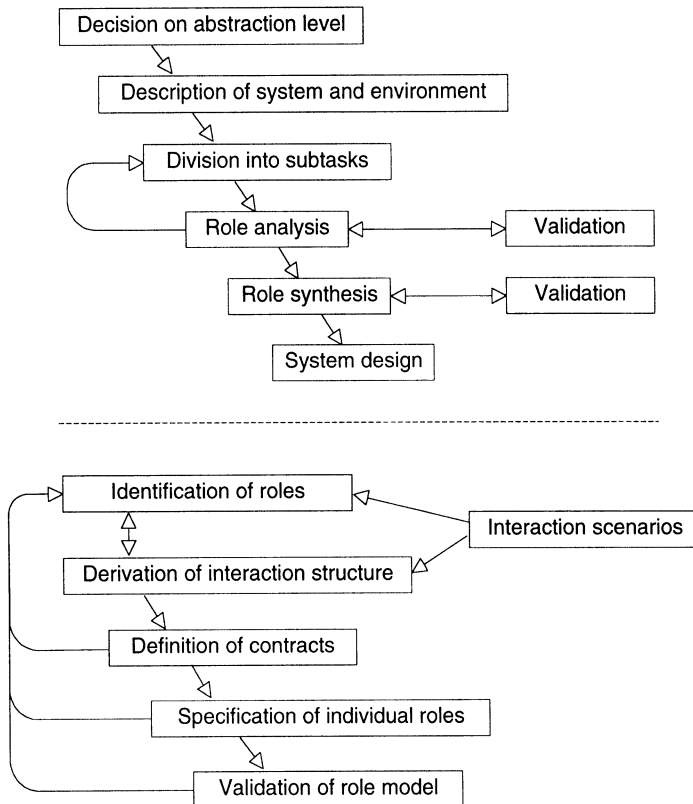 Decision on abstraction level
Description of system and environment
Division into subtasks
Role analysis
Validation
Role synthesis
Validation
System design
Identification of roles
Interaction scenarios
Derivation of interaction structure
Definition of contracts
Specification of individual roles
Validation of role model